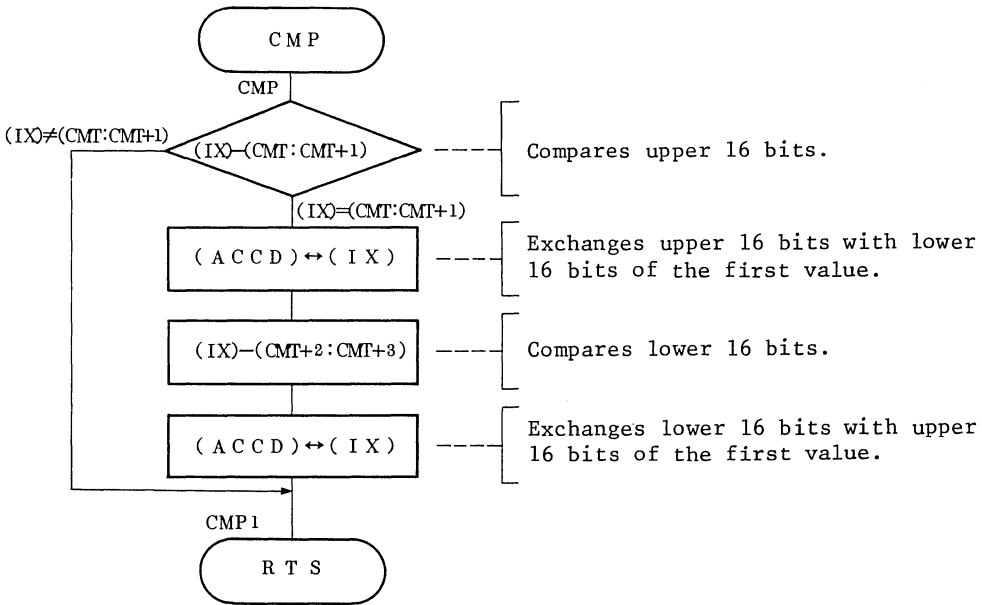 CMP
CMP
(IX)≠(CMT:CMT+1)
(IX)−(CMT:CMT+1)
Compares upper 16 bits.
(IX)=(CMT:CMT+1)
(ACCD)↔(IX)
Exchanges upper 16 bits with lower
16 bits of the first value.
(IX)−(CMT+2:CMT+3)
Compares lower 16 bits.
(ACCD)↔(IX)
Exchanges lower 16 bits with upper
16 bits of the first value.
CMP1
RTS